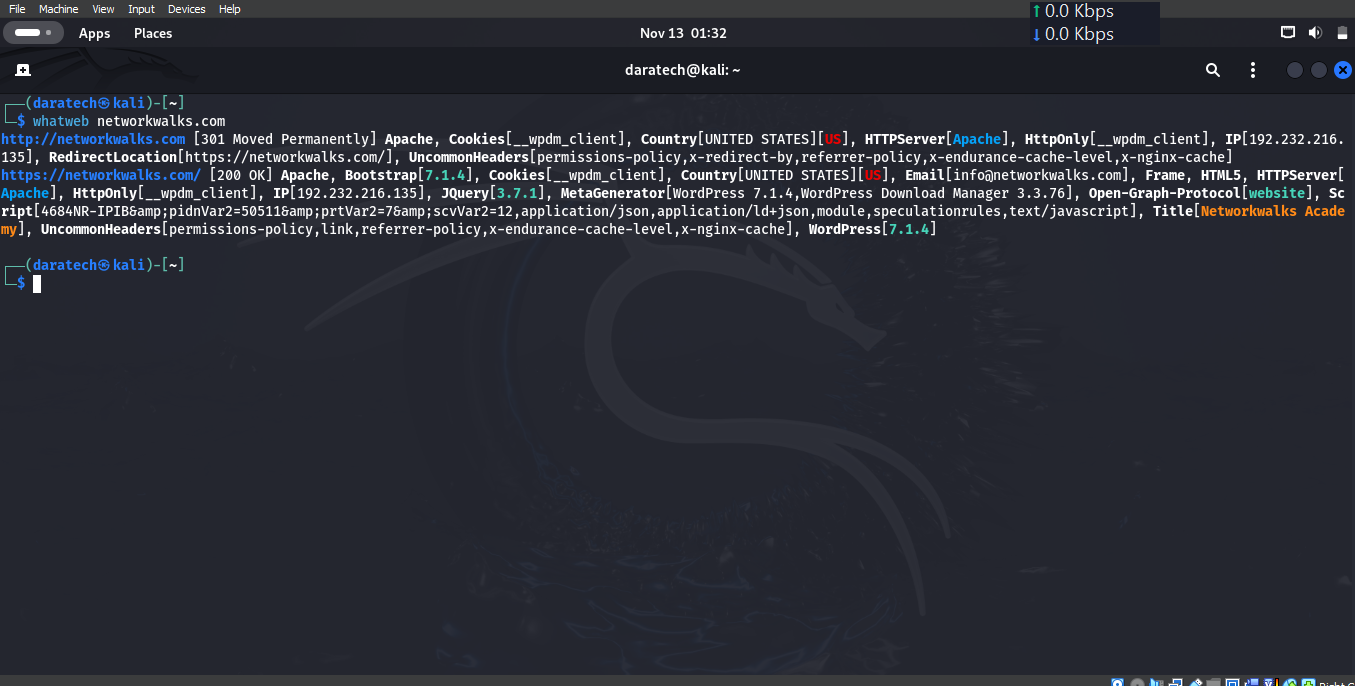 File Machine View Input Devices Help
↑ 0.0 Kbps
↓ 0.0 Kbps
Apps Places Nov 13 01:32
daratech@kali: ~
┌──(daratech㉿kali)-[~]
└─$ whatweb networkwalks.com
http://networkwalks.com [301 Moved Permanently] Apache, Cookies[__wpdm_client], Country[UNITED STATES][US], HTTPServer[Apache], HttpOnly[__wpdm_client], IP[192.232.216.
135], RedirectLocation[https://networkwalks.com/], UncommonHeaders[permissions-policy,x-redirect-by,referrer-policy,x-endurance-cache-level,x-nginx-cache]
https://networkwalks.com/ [200 OK] Apache, Bootstrap[7.1.4], Cookies[__wpdm_client], Country[UNITED STATES][US], Email[info@networkwalks.com], Frame, HTML5, HTTPServer[
Apache], HttpOnly[__wpdm_client], IP[192.232.216.135], JQuery[3.7.1], MetaGenerator[WordPress 7.1.4,WordPress Download Manager 3.3.76], Open-Graph-Protocol[website], Sc
ript[4684NR-IPIB&amp;pidnVar2=50511&amp;prtVar2=7&amp;scvVar2=12,application/json,application/ld+json,module,speculationrules,text/javascript], Title[Networkwalks Acade
my], UncommonHeaders[permissions-policy,link,referrer-policy,x-endurance-cache-level,x-nginx-cache], WordPress[7.1.4]
┌──(daratech㉿kali)-[~]
└─$